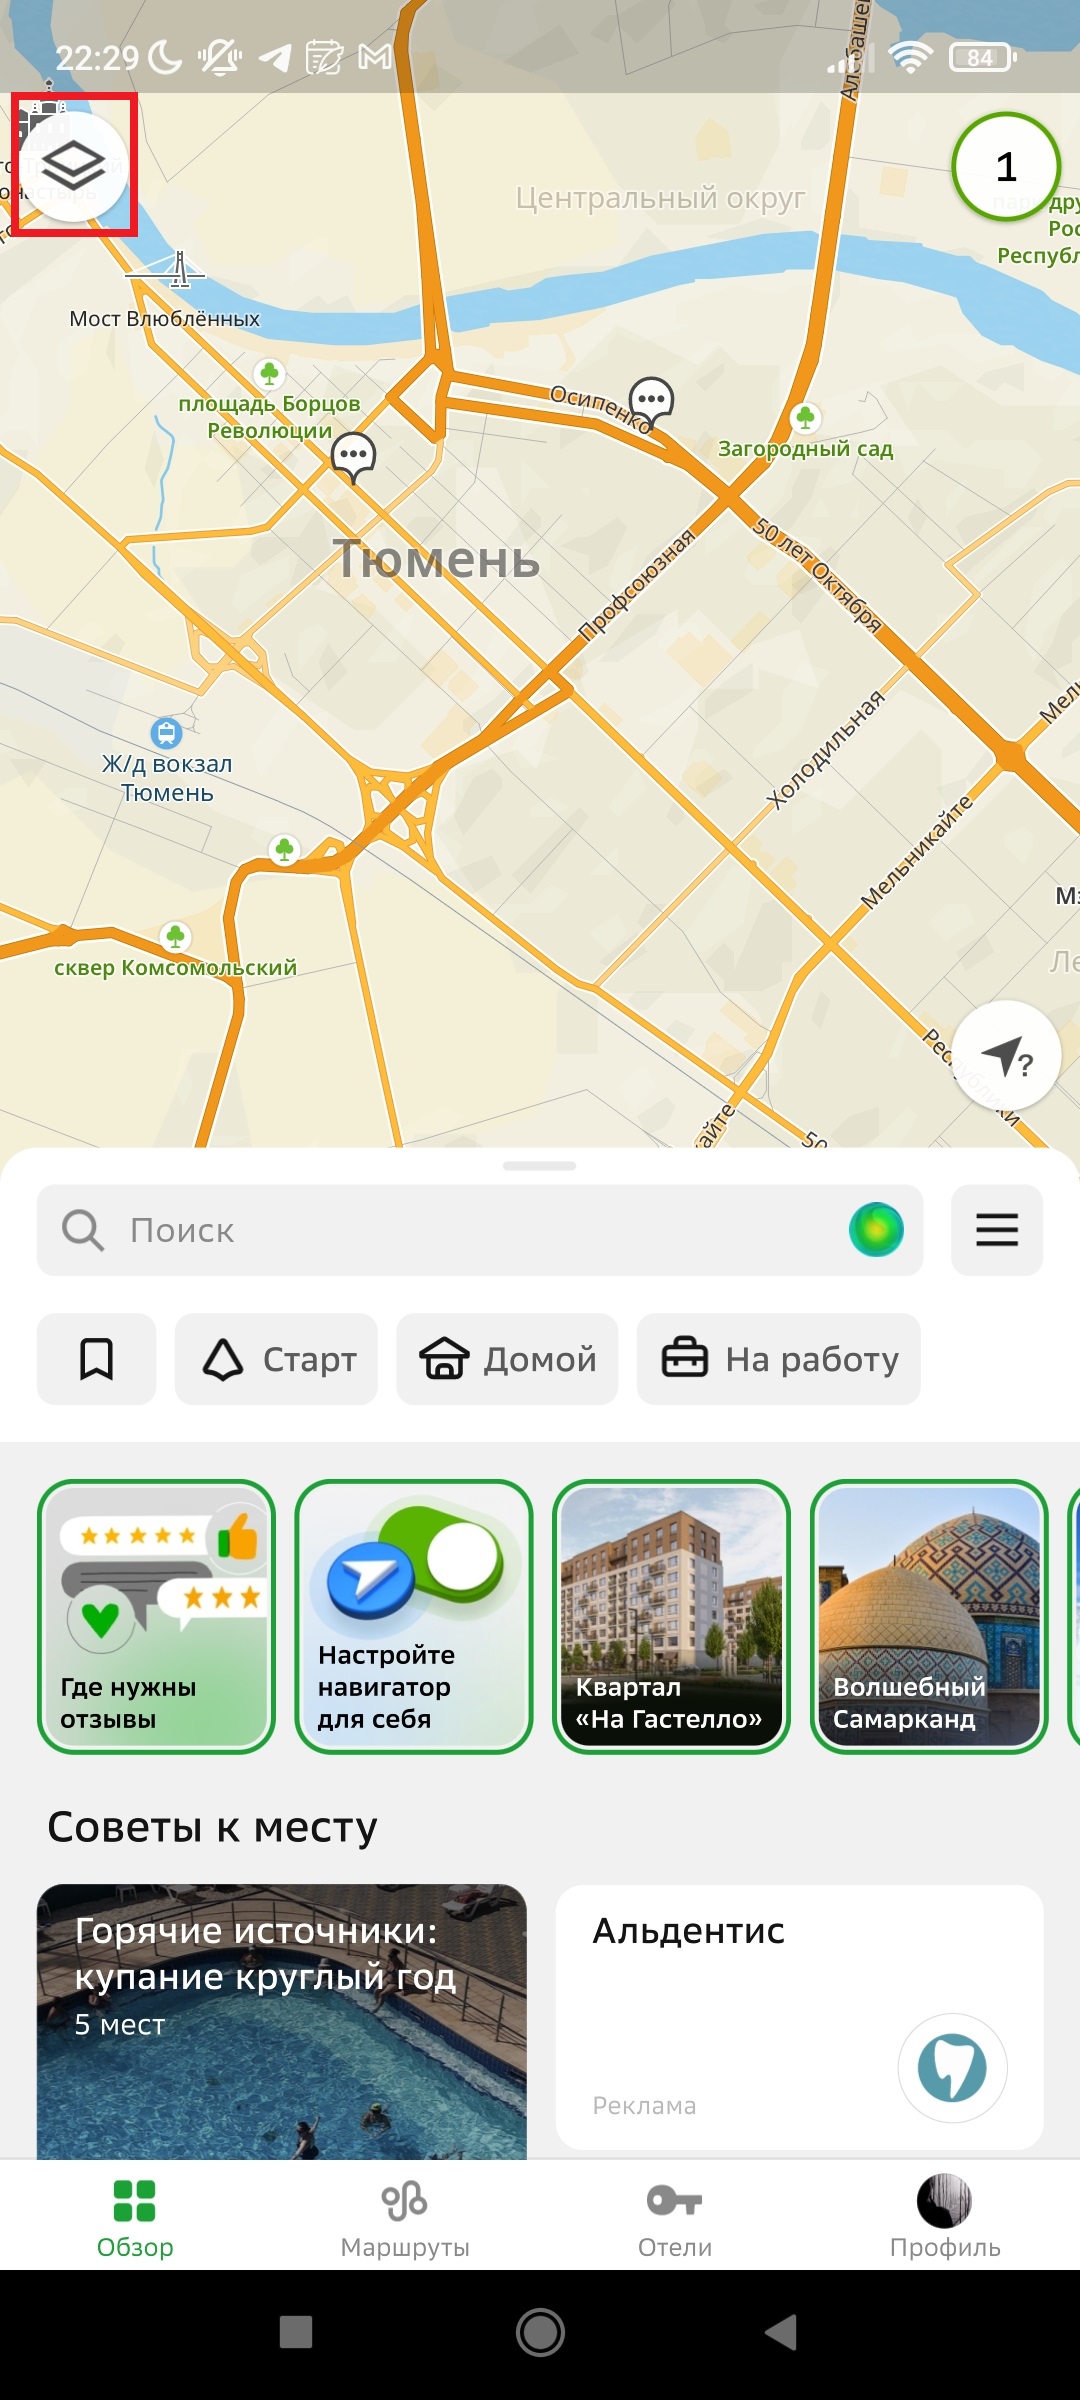 22:29
84
1
Центральный округ
Республ
Мост Влюблённых
площадь Борцов
Революции
Осипенко
Загородный сад
Тюмень
Профсоюзная
50 лет Октября
Холодильная
Мельникайте
Ж/д вокзал
Тюмень
сквер Комсомольский
?
Поиск
Старт
Домой
На работу
Где нужны
отзывы
Настройте
навигатор
для себя
Квартал
«На Гастелло»
Волшебный
Самарканд
Советы к месту
Горячие источники:
купание круглый год
5 мест
Альдентис
Реклама
Обзор
Маршруты
Отели
Профиль